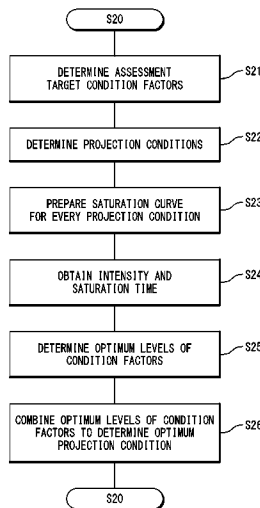 S20
DETERMINE ASSESSMENT
TARGET CONDITION FACTORS
S21
DETERMINE PROJECTION CONDITIONS
S22
PREPARE SATURATION CURVE
FOR EVERY PROJECTION CONDITION
S23
OBTAIN INTENSITY AND
SATURATION TIME
S24
DETERMINE OPTIMUM LEVELS OF
CONDITION FACTORS
S25
COMBINE OPTIMUM LEVELS OF CONDITION
FACTORS TO DETERMINE OPTIMUM
PROJECTION CONDITION
S26
S20